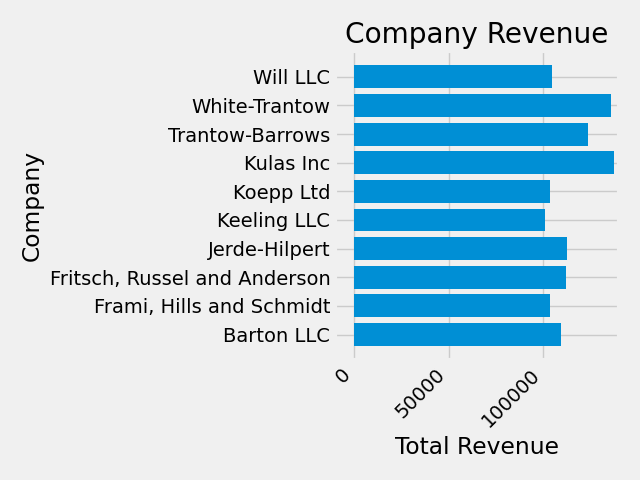 Company Revenue
Will LLC
White-Trantow
Trantow-Barrows
Kulas Inc
Koepp Ltd
Keeling LLC
Jerde-Hilpert
Fritsch, Russel and Anderson
Frami, Hills and Schmidt
Barton LLC
Company
0
50000
100000
Total Revenue